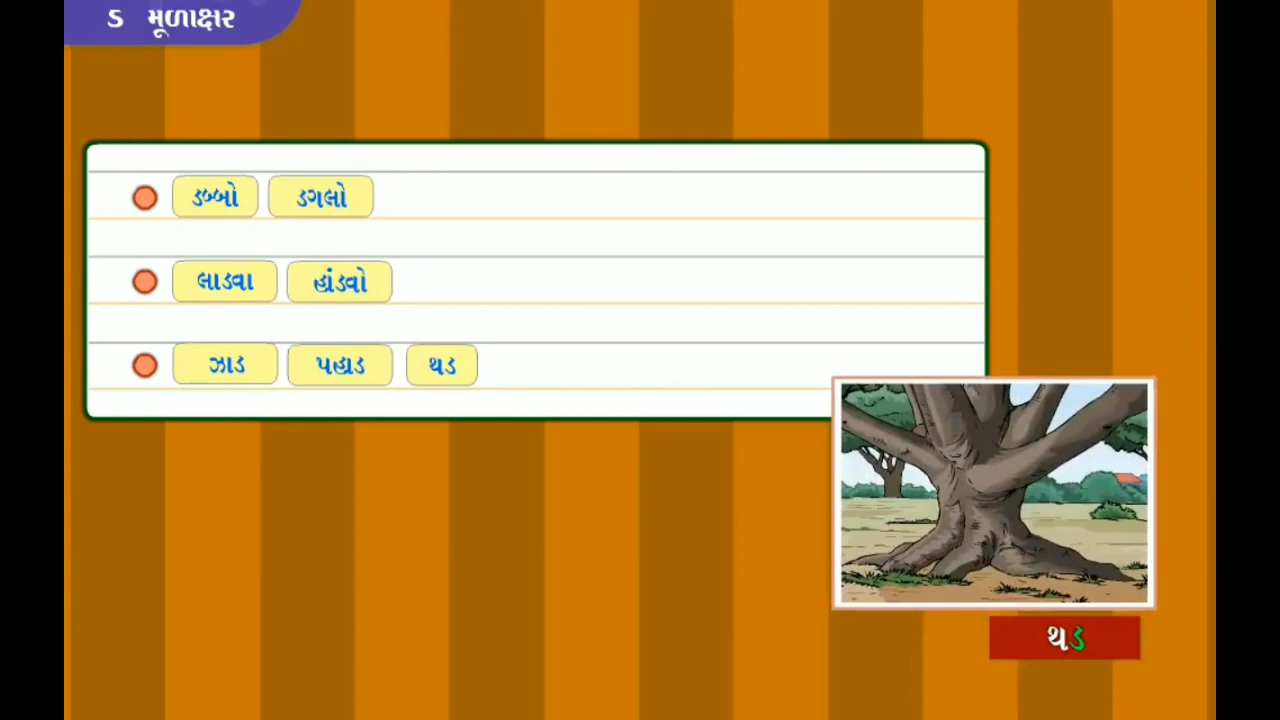 ડ મૂળાક્ષર
ડબ્બો ડગલો
લાડવા હાંડવો
ઝાડ પહાડ થડ
થડ